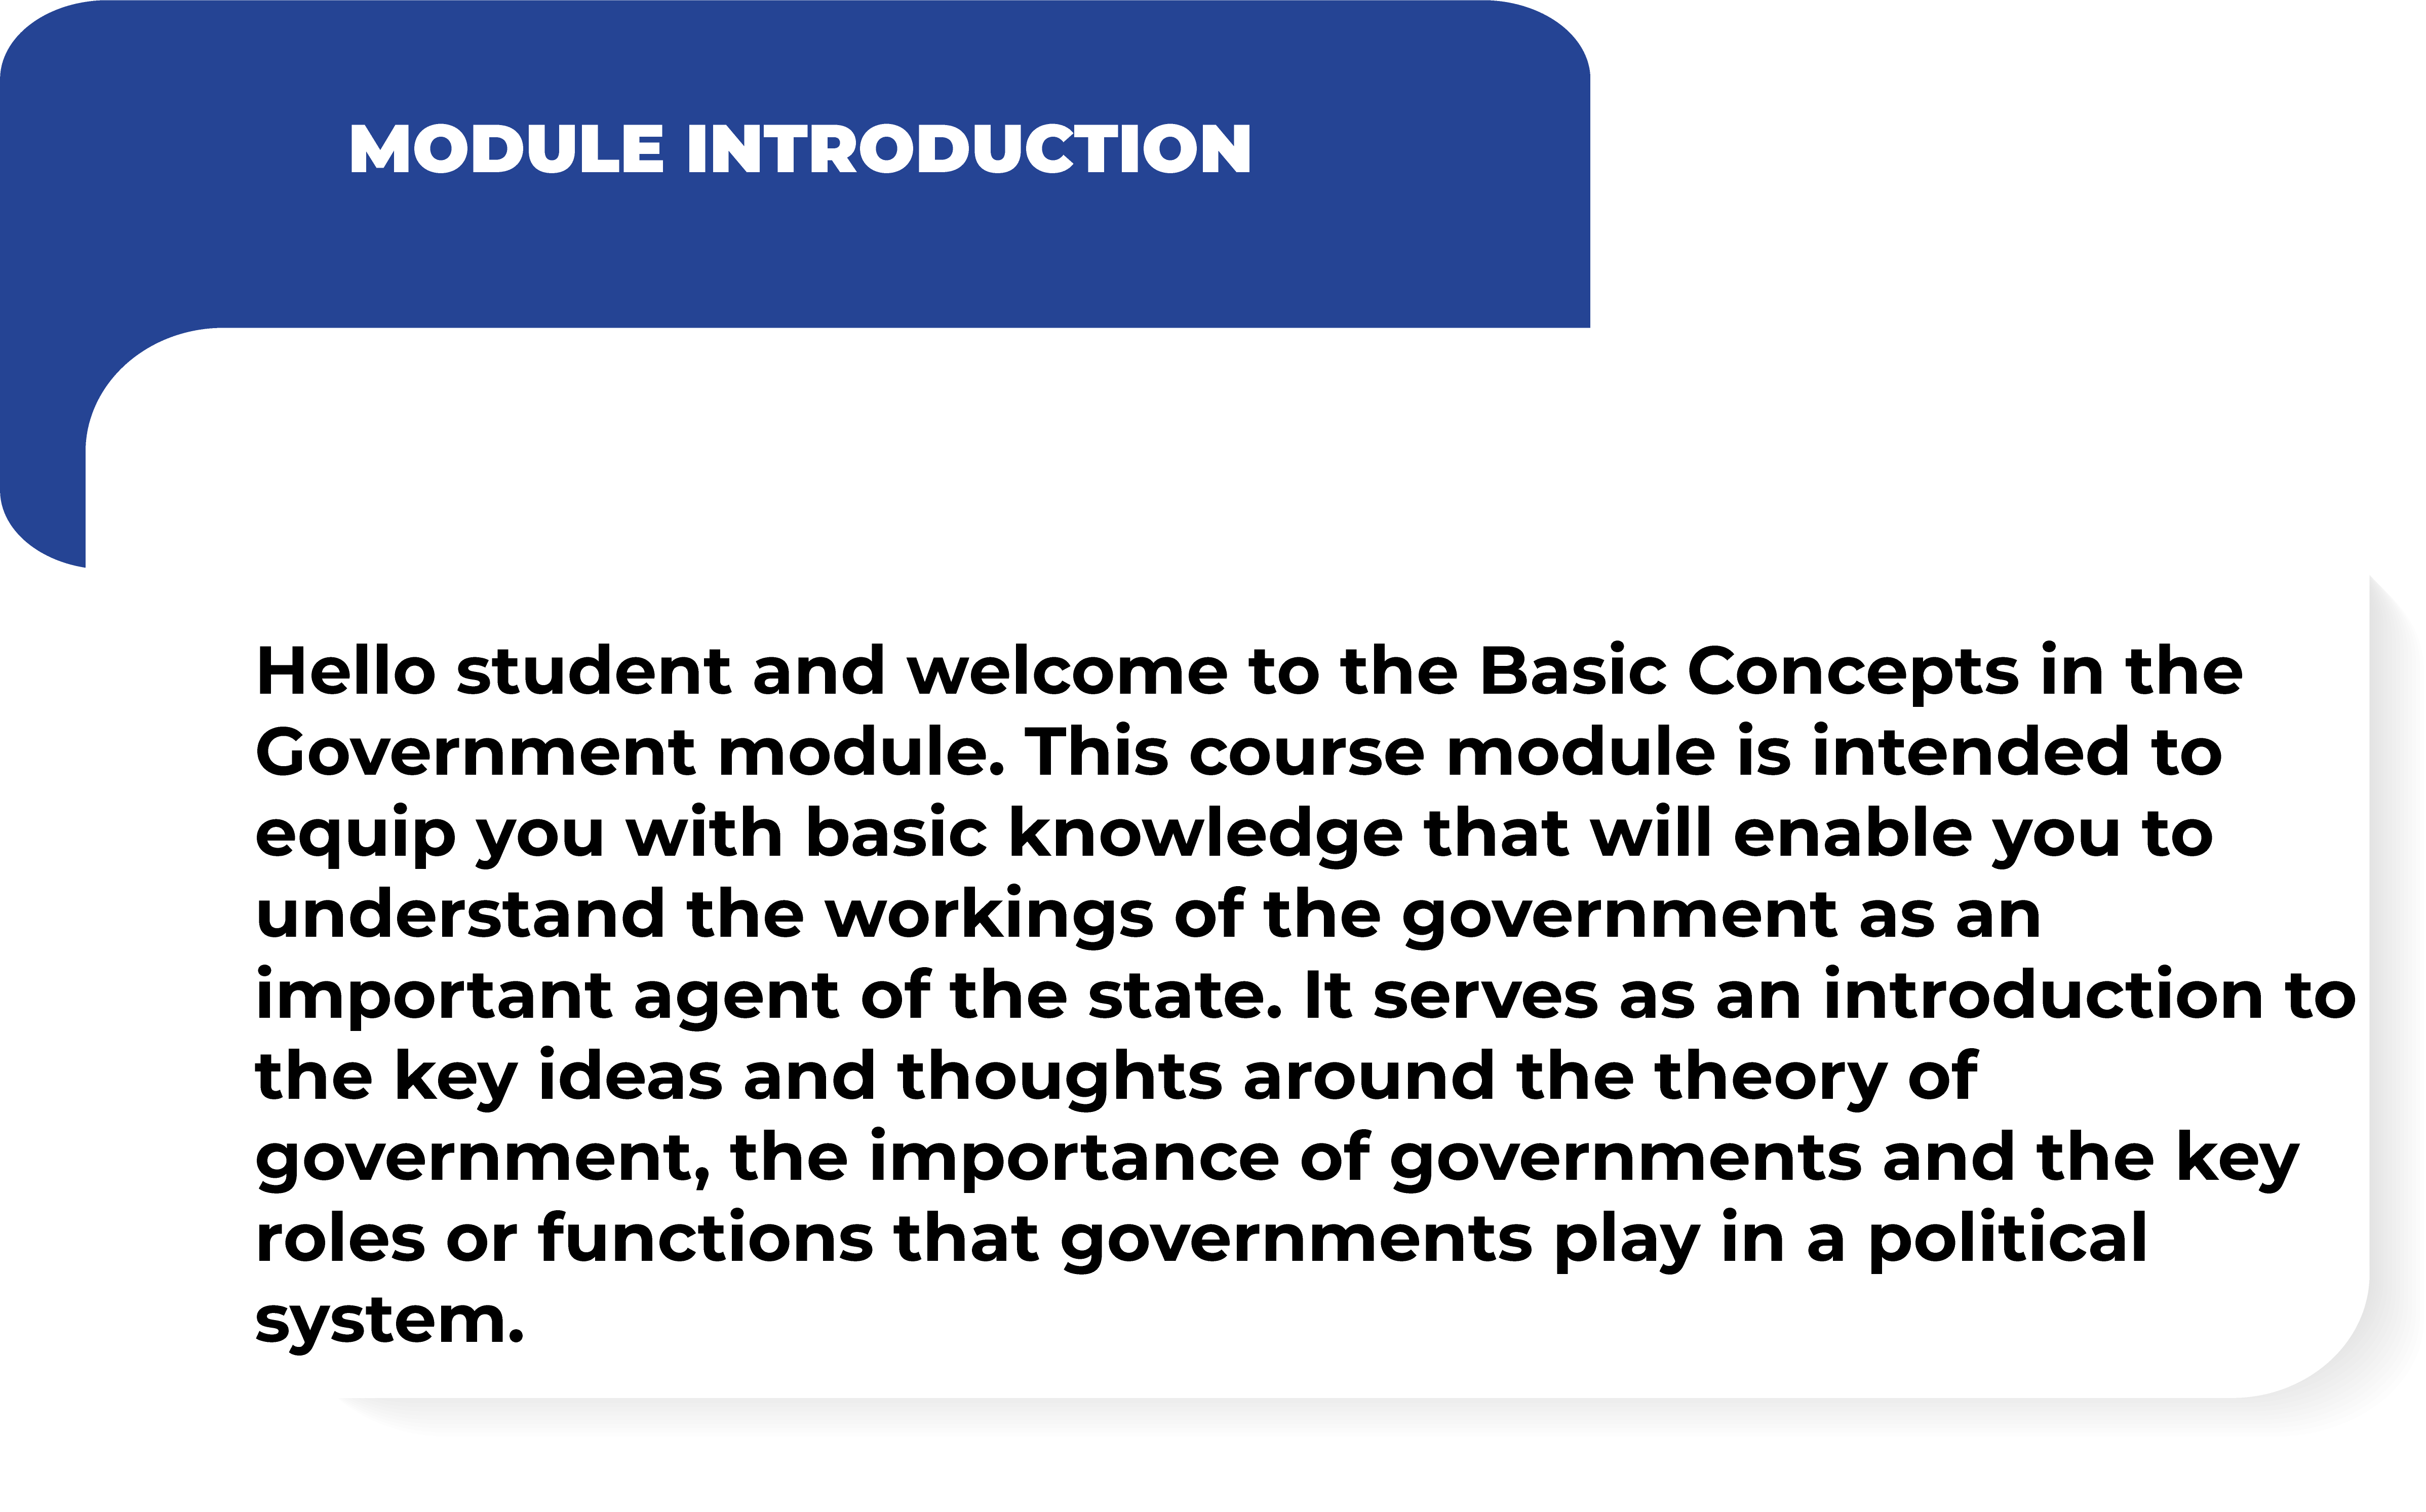 MODULE INTRODUCTION
Hello student and welcome to the Basic Concepts in the
Government module. This course module is intended to
equip you with basic knowledge that will enable you to
understand the workings of the government as an
important agent of the state. It serves as an introduction to
the key ideas and thoughts around the theory of
government, the importance of governments and the key
roles or functions that governments play in a political
system.